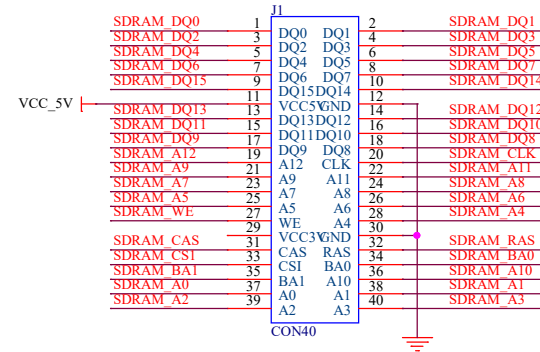 J1
SDRAM_DQ0 1 DQ0 DQ1 2 SDRAM_DQ1
SDRAM_DQ2 3 DQ2 DQ3 4 SDRAM_DQ3
SDRAM_DQ4 5 DQ4 DQ5 6 SDRAM_DQ5
SDRAM_DQ6 7 DQ6 DQ7 8 SDRAM_DQ7
SDRAM_DQ15 9 DQ15 DQ14 10 SDRAM_DQ14
VCC_5V 11 VCC5V GND 12
SDRAM_DQ13 13 DQ13 DQ12 14 SDRAM_DQ12
SDRAM_DQ11 15 DQ11 DQ10 16 SDRAM_DQ10
SDRAM_DQ9 17 DQ9 DQ8 18 SDRAM_DQ8
SDRAM_A12 19 A12 CLK 20 SDRAM_CLK
SDRAM_A9 21 A9 A11 22 SDRAM_A11
SDRAM_A7 23 A7 A8 24 SDRAM_A8
SDRAM_A5 25 A5 A6 26 SDRAM_A6
SDRAM_WE 27 WE A4 28 SDRAM_A4
29 VCC3V GND 30
SDRAM_CAS 31 CAS RAS 32 SDRAM_RAS
SDRAM_CS1 33 CSI BA0 34 SDRAM_BA0
SDRAM_BA1 35 BA1 A10 36 SDRAM_A10
SDRAM_A0 37 A0 A1 38 SDRAM_A1
SDRAM_A2 39 A2 A3 40 SDRAM_A3
CON40